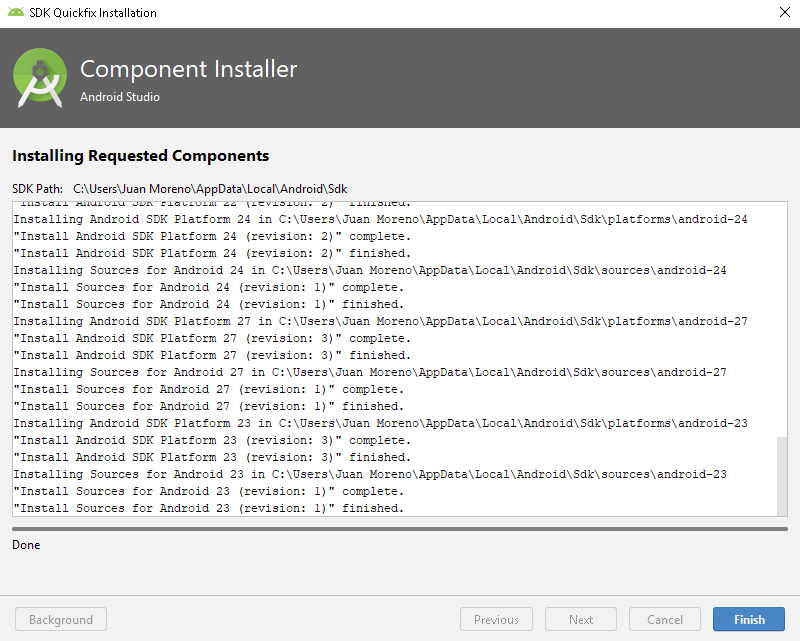 SDK Quickfix Installation
Component Installer
Android Studio
Installing Requested Components
SDK Path: C:\Users\Juan Moreno\AppData\Local\Android\Sdk
"Install Android SDK Platform 22 (revision: 2)" finished.
Installing Android SDK Platform 24 in C:\Users\Juan Moreno\AppData\Local\Android\Sdk\platforms\android-24
"Install Android SDK Platform 24 (revision: 2)" complete.
"Install Android SDK Platform 24 (revision: 2)" finished.
Installing Sources for Android 24 in C:\Users\Juan Moreno\AppData\Local\Android\Sdk\sources\android-24
"Install Sources for Android 24 (revision: 1)" complete.
"Install Sources for Android 24 (revision: 1)" finished.
Installing Android SDK Platform 27 in C:\Users\Juan Moreno\AppData\Local\Android\Sdk\platforms\android-27
"Install Android SDK Platform 27 (revision: 3)" complete.
"Install Android SDK Platform 27 (revision: 3)" finished.
Installing Sources for Android 27 in C:\Users\Juan Moreno\AppData\Local\Android\Sdk\sources\android-27
"Install Sources for Android 27 (revision: 1)" complete.
"Install Sources for Android 27 (revision: 1)" finished.
Installing Android SDK Platform 23 in C:\Users\Juan Moreno\AppData\Local\Android\Sdk\platforms\android-23
"Install Android SDK Platform 23 (revision: 3)" complete.
"Install Android SDK Platform 23 (revision: 3)" finished.
Installing Sources for Android 23 in C:\Users\Juan Moreno\AppData\Local\Android\Sdk\sources\android-23
"Install Sources for Android 23 (revision: 1)" complete.
"Install Sources for Android 23 (revision: 1)" finished.
Done
Background
Previous
Next
Cancel
Finish